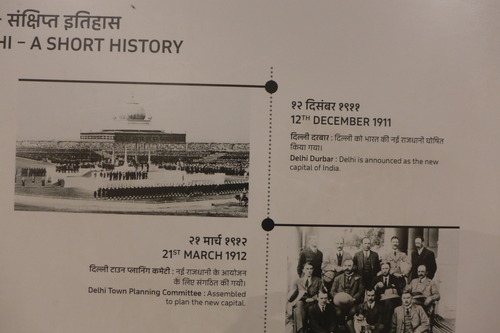 संक्षिप्त इतिहास
HI – A SHORT HISTORY
१२ दिसंबर १९११
12TH DECEMBER 1911
दिल्ली दरबार : दिल्ली को भारत की नई राजधानी घोषित
किया गया।
Delhi Durbar : Delhi is announced as the new
capital of India.
२१ मार्च १९१२
21ST MARCH 1912
दिल्ली टाउन प्लानिंग कमेटी : नई राजधानी के आयोजन
के लिए संगठित की गयी।
Delhi Town Planning Committee : Assembled
to plan the new capital.